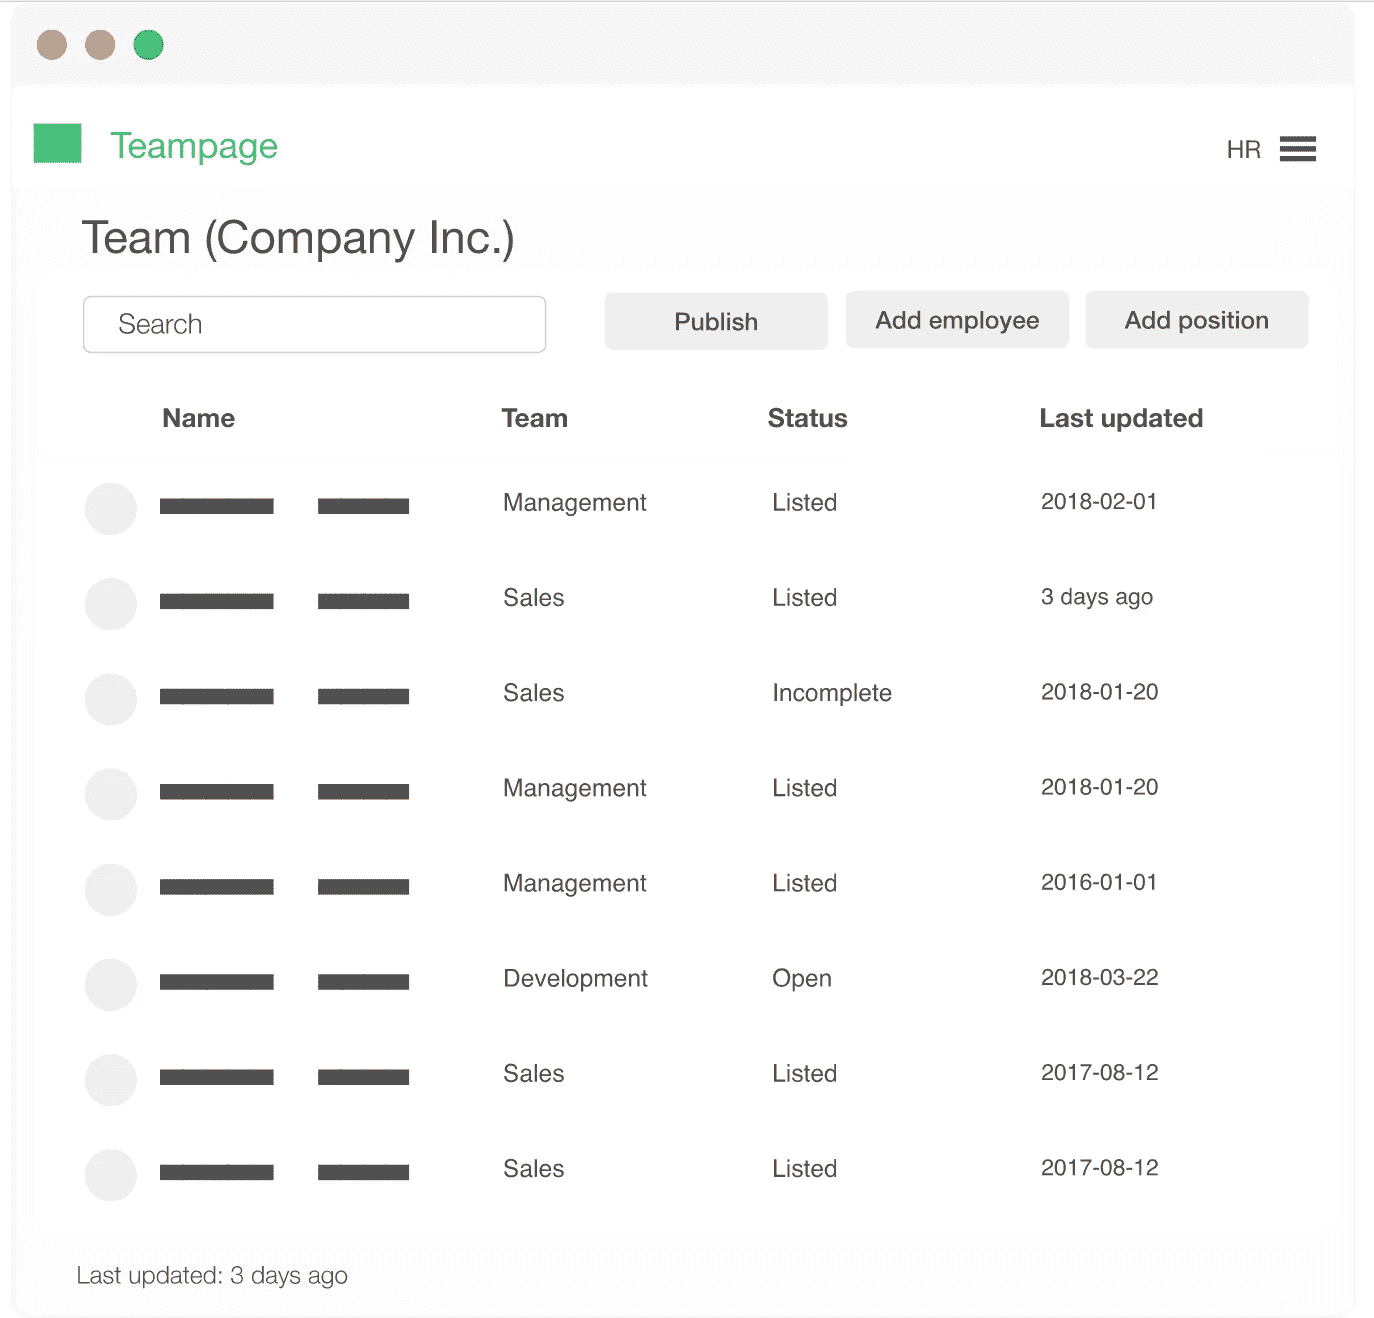 Teampage
HR
Team (Company Inc.)
Search
Publish
Add employee
Add position
Name Team Status Last updated
Management Listed 2018-02-01
Sales Listed 3 days ago
Sales Incomplete 2018-01-20
Management Listed 2018-01-20
Management Listed 2016-01-01
Development Open 2018-03-22
Sales Listed 2017-08-12
Sales Listed 2017-08-12
Last updated: 3 days ago